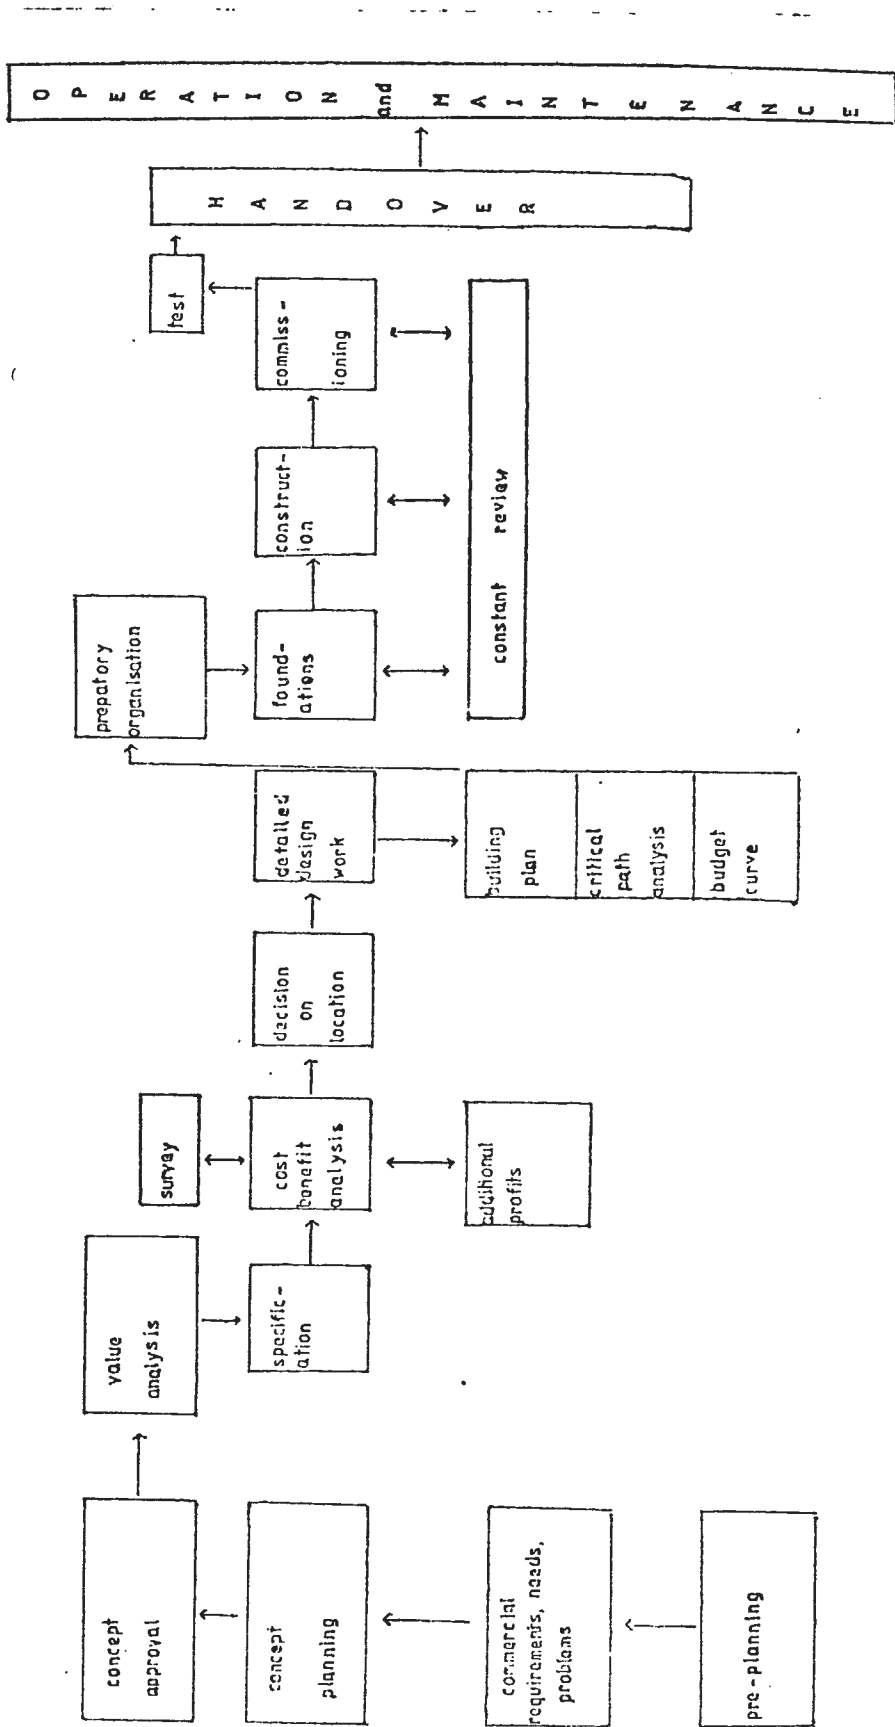 pre-planning
commercial
requirements, needs,
problems
concept
planning
concept
approval
value
analysis
specific-
ation
survey
cost
benefit
analysis
additional
profits
decision
on
location
detailed
design
work
building
plan
critical
path
analysis
budget
curve
prepatory
organisation
found-
ations
construct-
ion
commiss-
ioning
constant review
test
HANDOVER
OPERATION and MAINTENANCE